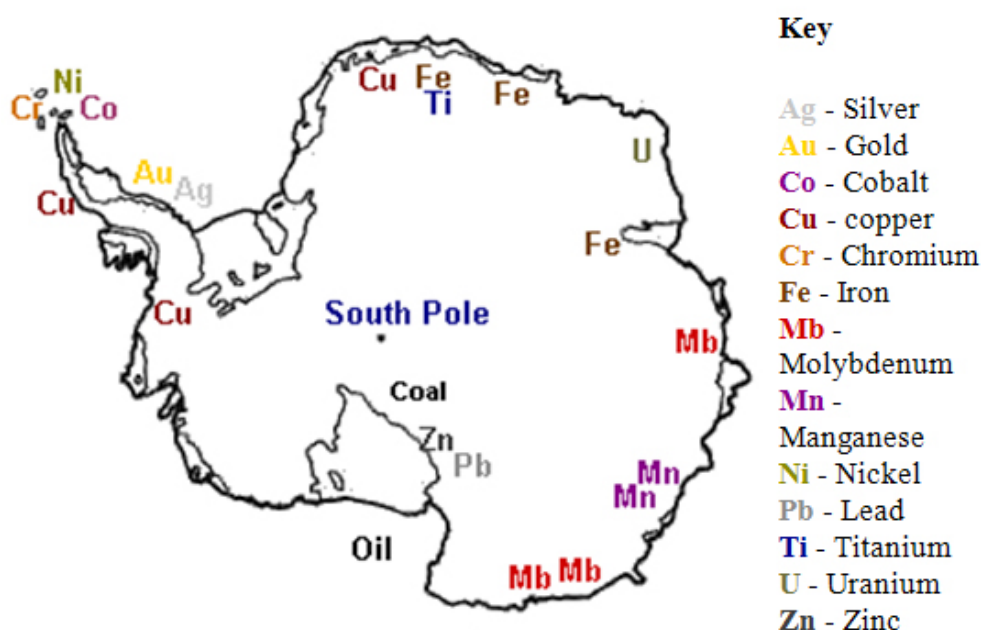 Ni
Cr
Co
Au
Ag
Cu
Cu
Cu
Fe
Ti
Fe
U
Fe
South Pole
Mb
Coal
Zn
Pb
Mn
Mn
Oil
Mb
Mb
Key
Ag - Silver
Au - Gold
Co - Cobalt
Cu - copper
Cr - Chromium
Fe - Iron
Mb -
Molybdenum
Mn -
Manganese
Ni - Nickel
Pb - Lead
Ti - Titanium
U - Uranium
Zn - Zinc